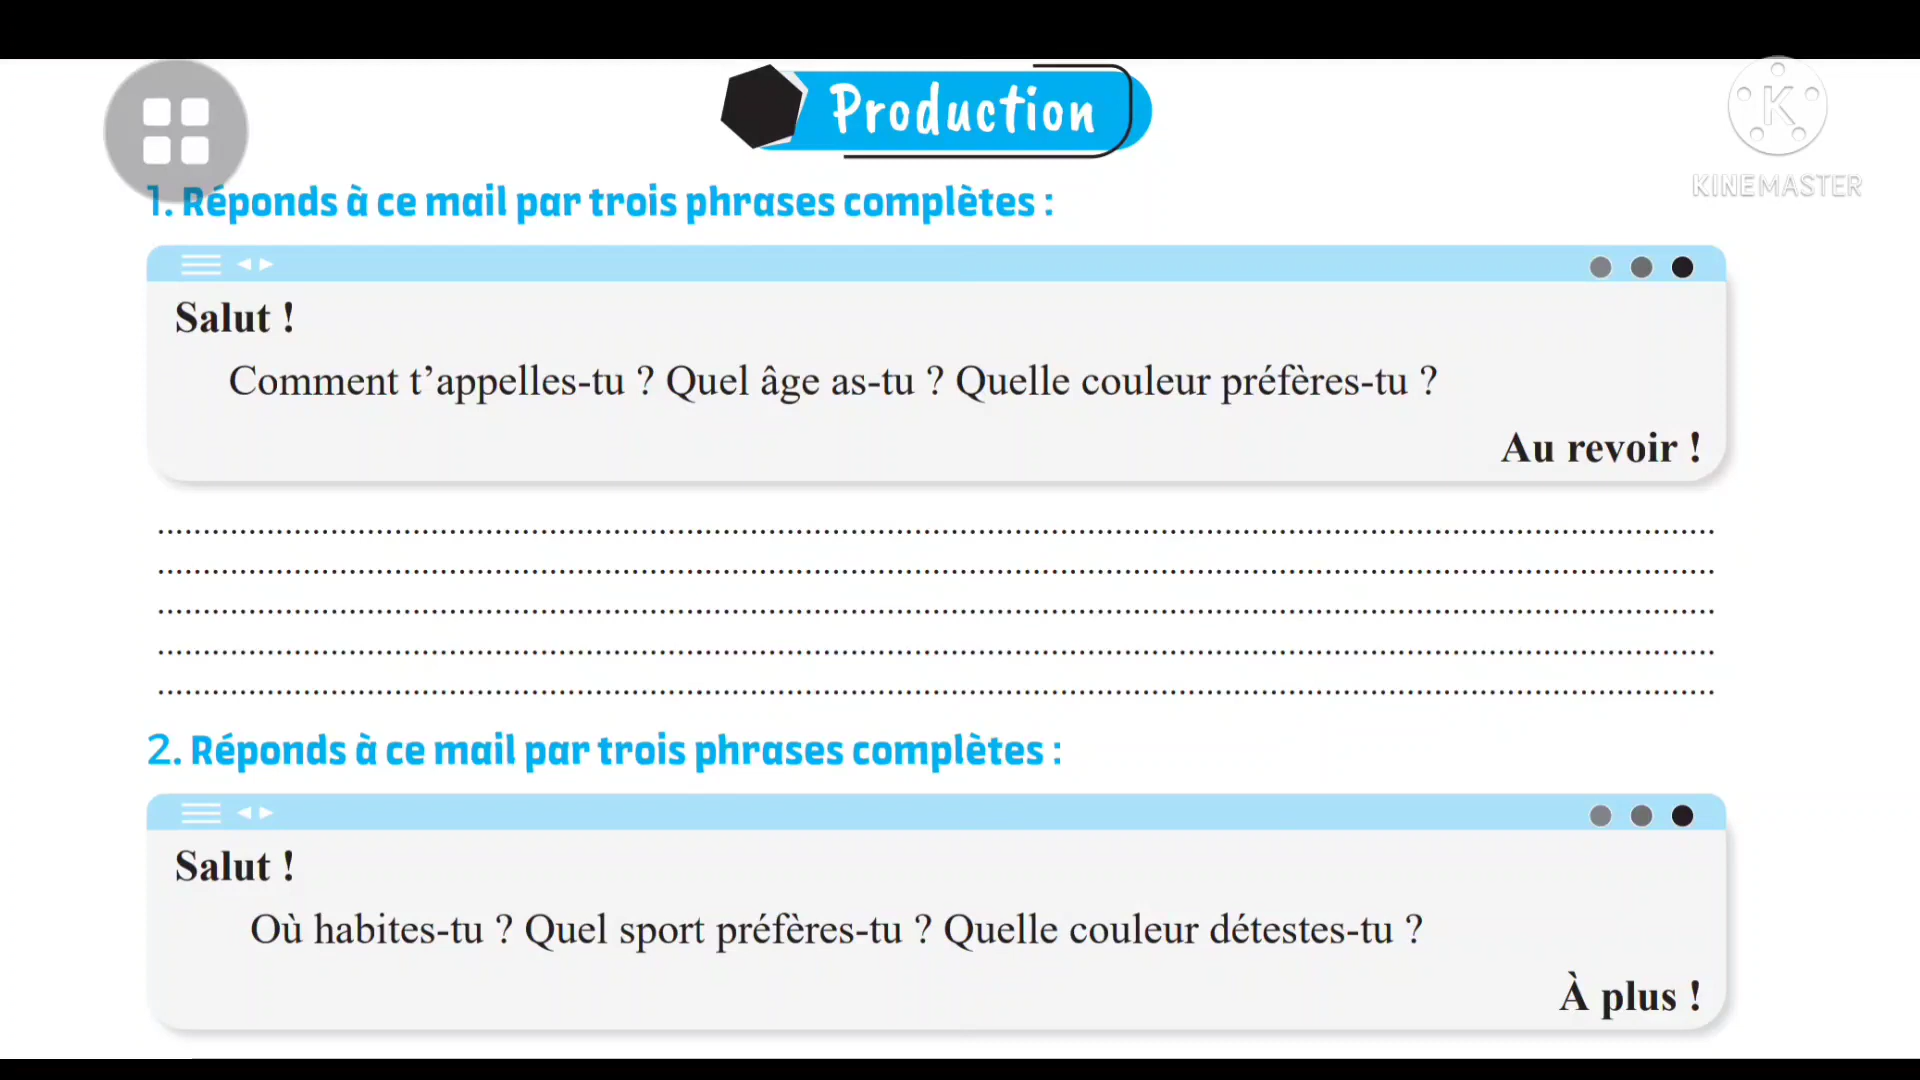 Production
KINEMASTER
1. Réponds à ce mail par trois phrases complètes :
Salut !
Comment t’appelles-tu ? Quel âge as-tu ? Quelle couleur préfères-tu ?
Au revoir !
2. Réponds à ce mail par trois phrases complètes :
Salut !
Où habites-tu ? Quel sport préfères-tu ? Quelle couleur détestes-tu ?
À plus !